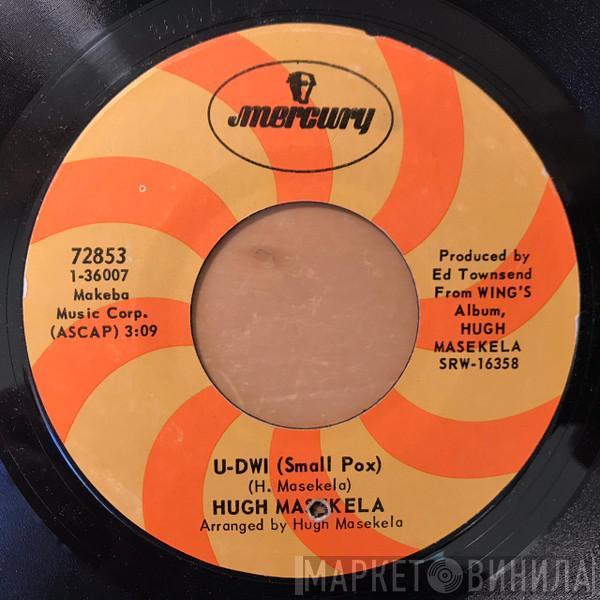 mercury
72853
1-36007
Makeba
Music Corp.
(ASCAP) 3:09
Produced by
Ed Townsend
From WING'S
Album,
HUGH
MASEKELA
SRW-16358
U-DWI (Small Pox)
(H. Masekela)
HUGH MASEKELA
Arranged by Hugh Masekela
МАРКЕТ ВИНИЛА